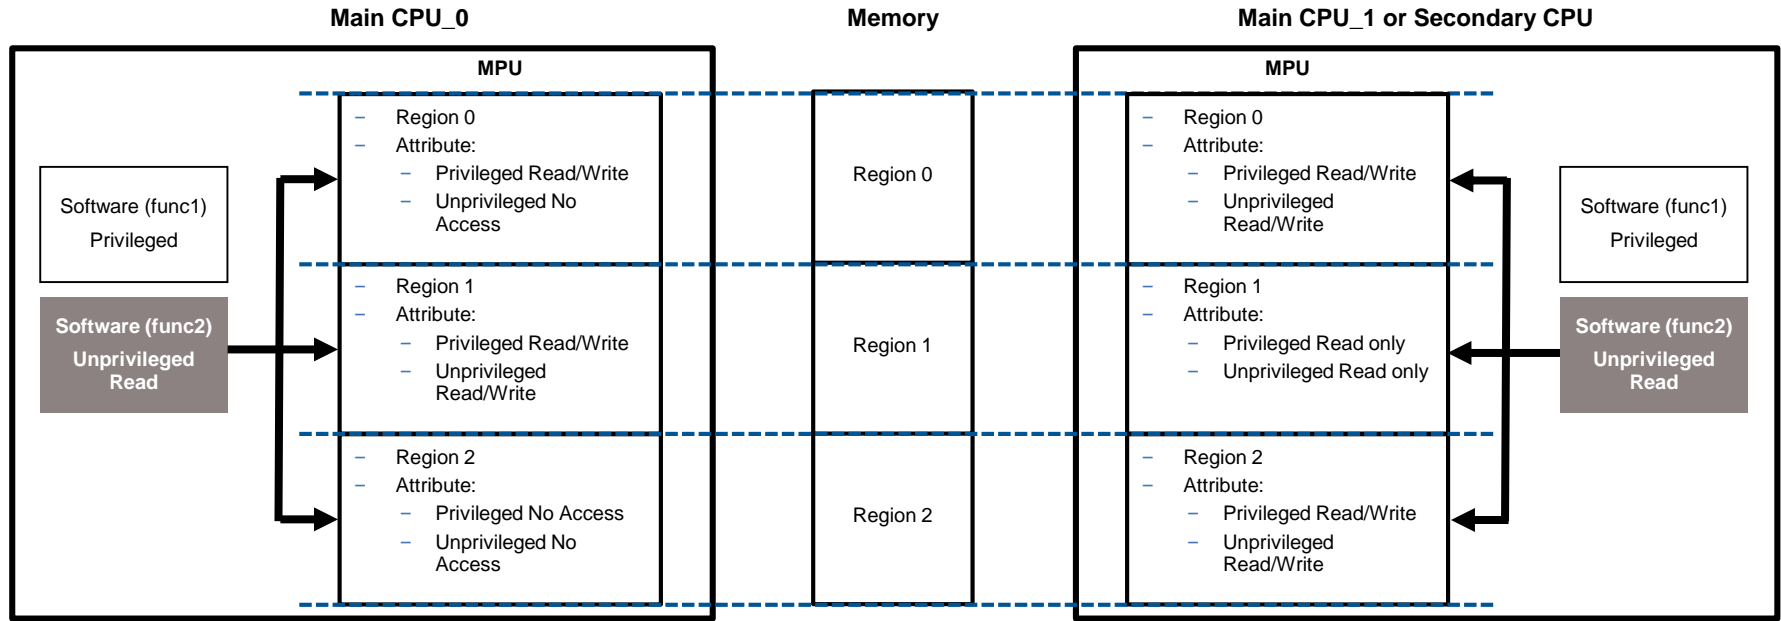 Main CPU_0
Memory
Main CPU_1 or Secondary CPU
MPU
Software (func1)
Privileged
Software (func2)
Unprivileged
Read
– Region 0
– Attribute:
– Privileged Read/Write
– Unprivileged No
Access
– Region 1
– Attribute:
– Privileged Read/Write
– Unprivileged
Read/Write
– Region 2
– Attribute:
– Privileged No Access
– Unprivileged No
Access
Region 0
Region 1
Region 2
MPU
– Region 0
– Attribute:
– Privileged Read/Write
– Unprivileged
Read/Write
– Region 1
– Attribute:
– Privileged Read only
– Unprivileged Read only
– Region 2
– Attribute:
– Privileged Read/Write
– Unprivileged
Read/Write
Software (func1)
Privileged
Software (func2)
Unprivileged
Read